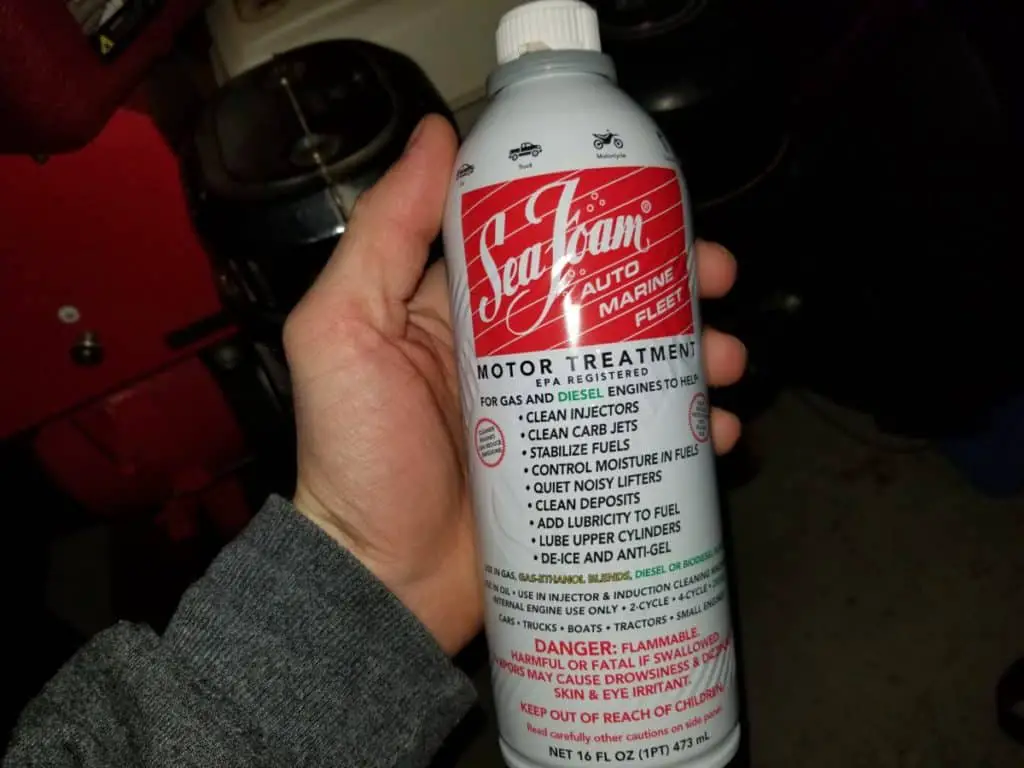 Truck
Motorcycle
Sea Foam®
AUTO
MARINE
FLEET
MOTOR TREATMENT
EPA REGISTERED
FOR GAS AND DIESEL ENGINES TO HELP:
• CLEAN INJECTORS
• CLEAN CARB JETS
• STABILIZE FUELS
• CONTROL MOISTURE IN FUELS
• QUIET NOISY LIFTERS
• CLEAN DEPOSITS
• ADD LUBRICITY TO FUEL
• LUBE UPPER CYLINDERS
• DE-ICE AND ANTI-GEL
IN GAS, GAS-ETHANOL BLENDS, DIESEL OR BIODIESEL
IN OIL • USE IN INJECTOR & INDUCTION CLEANING
INTERNAL ENGINE USE ONLY • 2-CYCLE • 4-CYCLE •
CARS • TRUCKS • BOATS • TRACTORS • SMALL
DANGER: FLAMMABLE.
HARMFUL OR FATAL IF SWALLOWED.
MAY CAUSE DROWSINESS &
SKIN & EYE IRRITANT.
KEEP OUT OF REACH OF CHILDREN.
Read carefully other cautions on side panel
NET 16 FL OZ (1PT) 473 mL